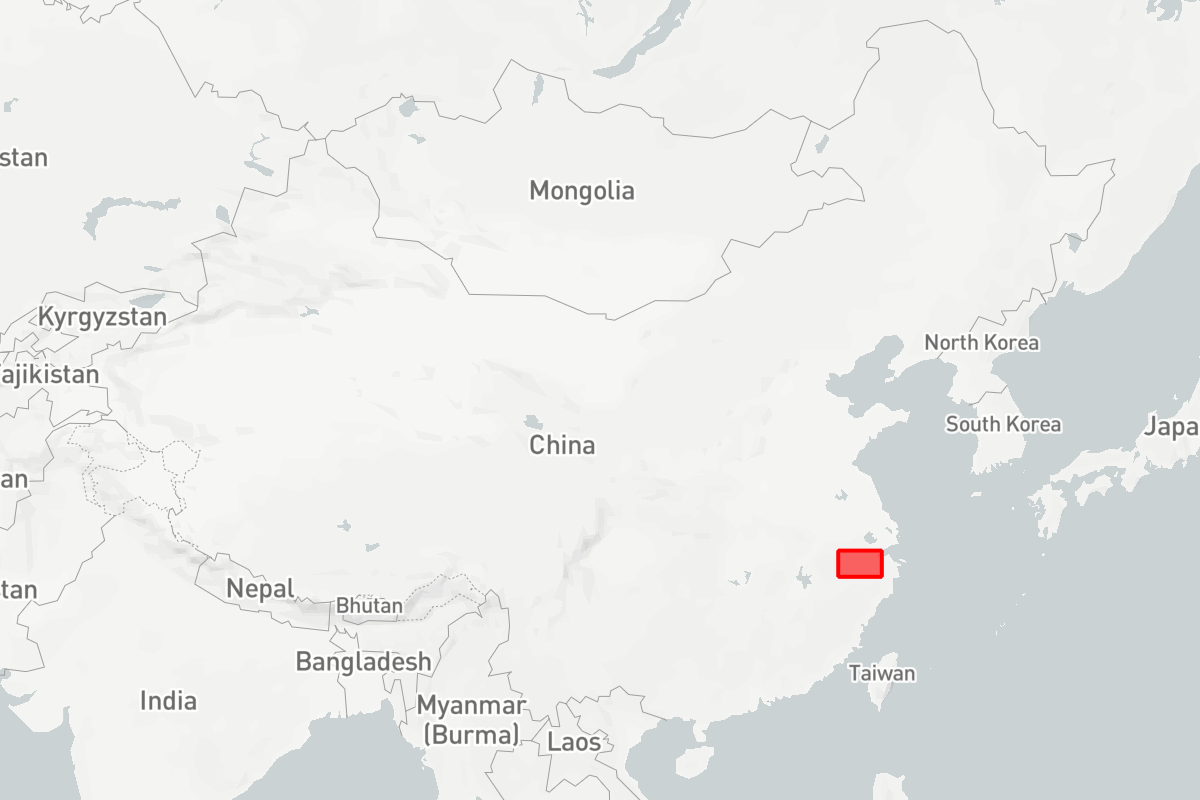 stan
Mongolia
Kyrgyzstan
North Korea
ajikistan
South Korea
Japa
China
an
stan
Nepal
Bhutan
Bangladesh
Taiwan
India
Myanmar
(Burma)
Laos